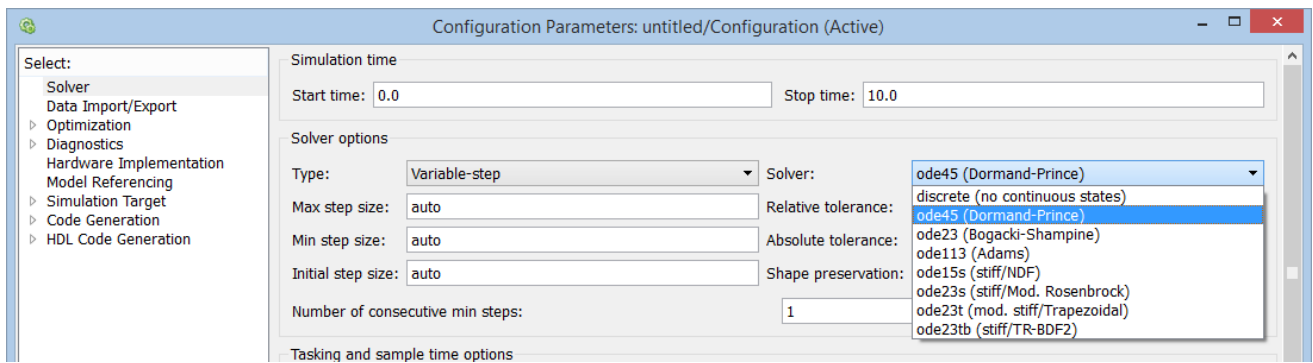 Configuration Parameters: untitled/Configuration (Active)
Select:
Solver
Data Import/Export
Optimization
Diagnostics
Hardware Implementation
Model Referencing
Simulation Target
Code Generation
HDL Code Generation
Simulation time
Start time: 0.0 Stop time: 10.0
Solver options
Type: Variable-step Solver: ode45 (Dormand-Prince)
discrete (no continuous states)
Max step size: auto Relative tolerance: ode45 (Dormand-Prince)
ode23 (Bogacki-Shampine)
Min step size: auto Absolute tolerance:
ode113 (Adams)
Initial step size: auto Shape preservation: ode15s (stiff/NDF)
ode23s (stiff/Mod. Rosenbrock)
Number of consecutive min steps: 1 ode23t (mod. stiff/Trapezoidal)
ode23tb (stiff/TR-BDF2)
Tasking and sample time options